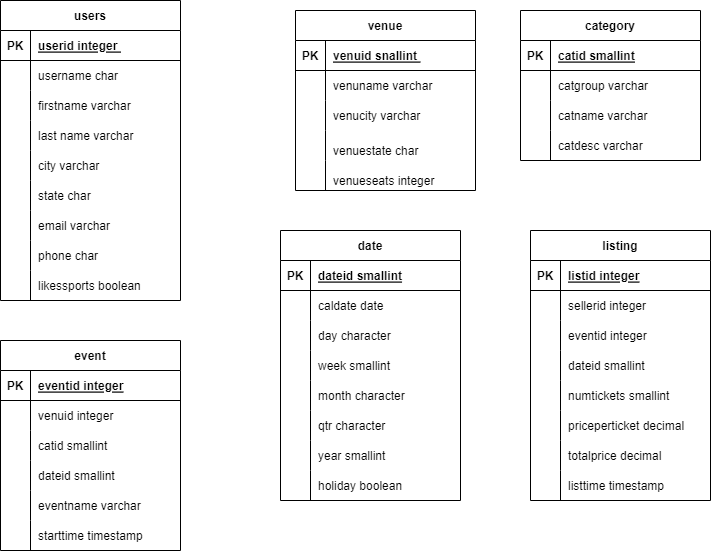 users
PK userid integer
username char
firstname varchar
last name varchar
city varchar
state char
email varchar
phone char
likessports boolean
venue
PK venuid snallint
venuname varchar
venucity varchar
venuestate char
venueseats integer
category
PK catid smallint
catgroup varchar
catname varchar
catdesc varchar
event
PK eventid integer
venuid integer
catid smallint
dateid smallint
eventname varchar
starttime timestamp
date
PK dateid smallint
caldate date
day character
week smallint
month character
qtr character
year smallint
holiday boolean
listing
PK listid integer
sellerid integer
eventid integer
dateid smallint
numtickets smallint
priceperticket decimal
totalprice decimal
listtime timestamp